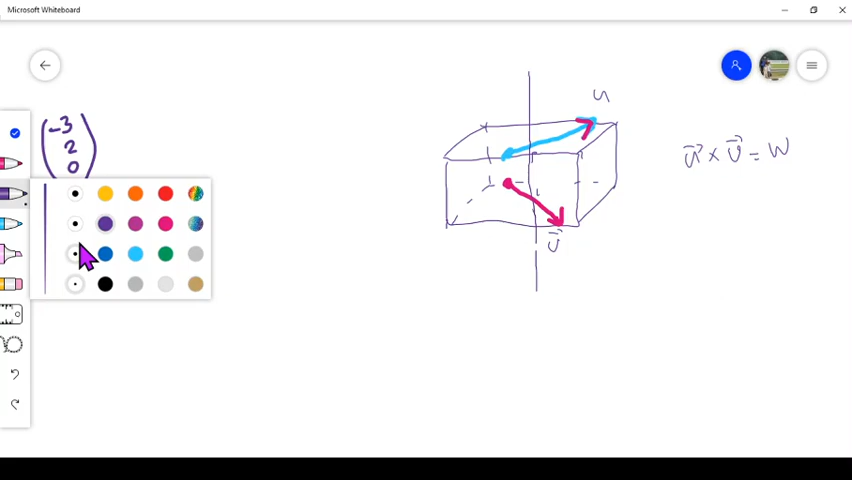 Microsoft Whiteboard
u
-3
2
0
u⃗ × v⃗ = W
v⃗